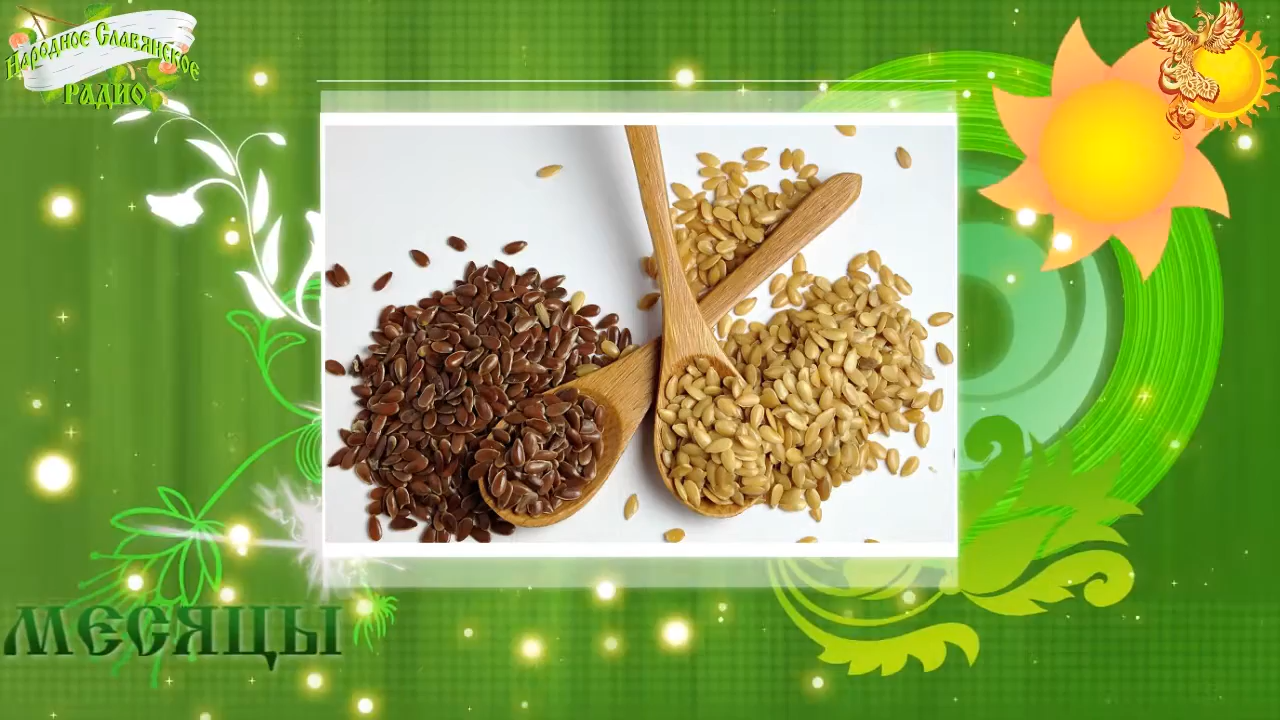 Народное Славянское
РАДИО
МЕСЯЦЫ